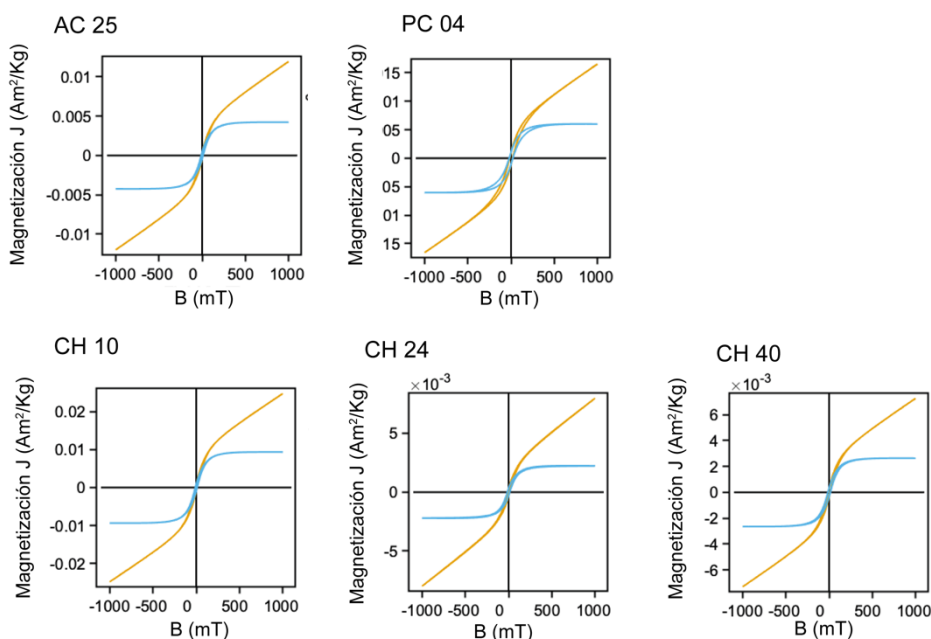 AC 25
PC 04
Magnetización J (Am²/Kg)
0.01
0.005
0
-0.005
-0.01
-1000 -500 0 500 1000
B (mT)
Magnetización J (Am²/Kg)
15
01
05
0
05
01
15
-1000 -500 0 500 1000
B (mT)
CH 10
CH 24
CH 40
Magnetización J (Am²/Kg)
0.02
0.01
0
-0.01
-0.02
-1000 -500 0 500 1000
B (mT)
Magnetización J (Am²/Kg)
×10⁻³
5
0
-5
-1000 -500 0 500 1000
B (mT)
Magnetización J (Am²/Kg)
×10⁻³
6
4
2
0
-2
-4
-6
-1000 -500 0 500 1000
B (mT)